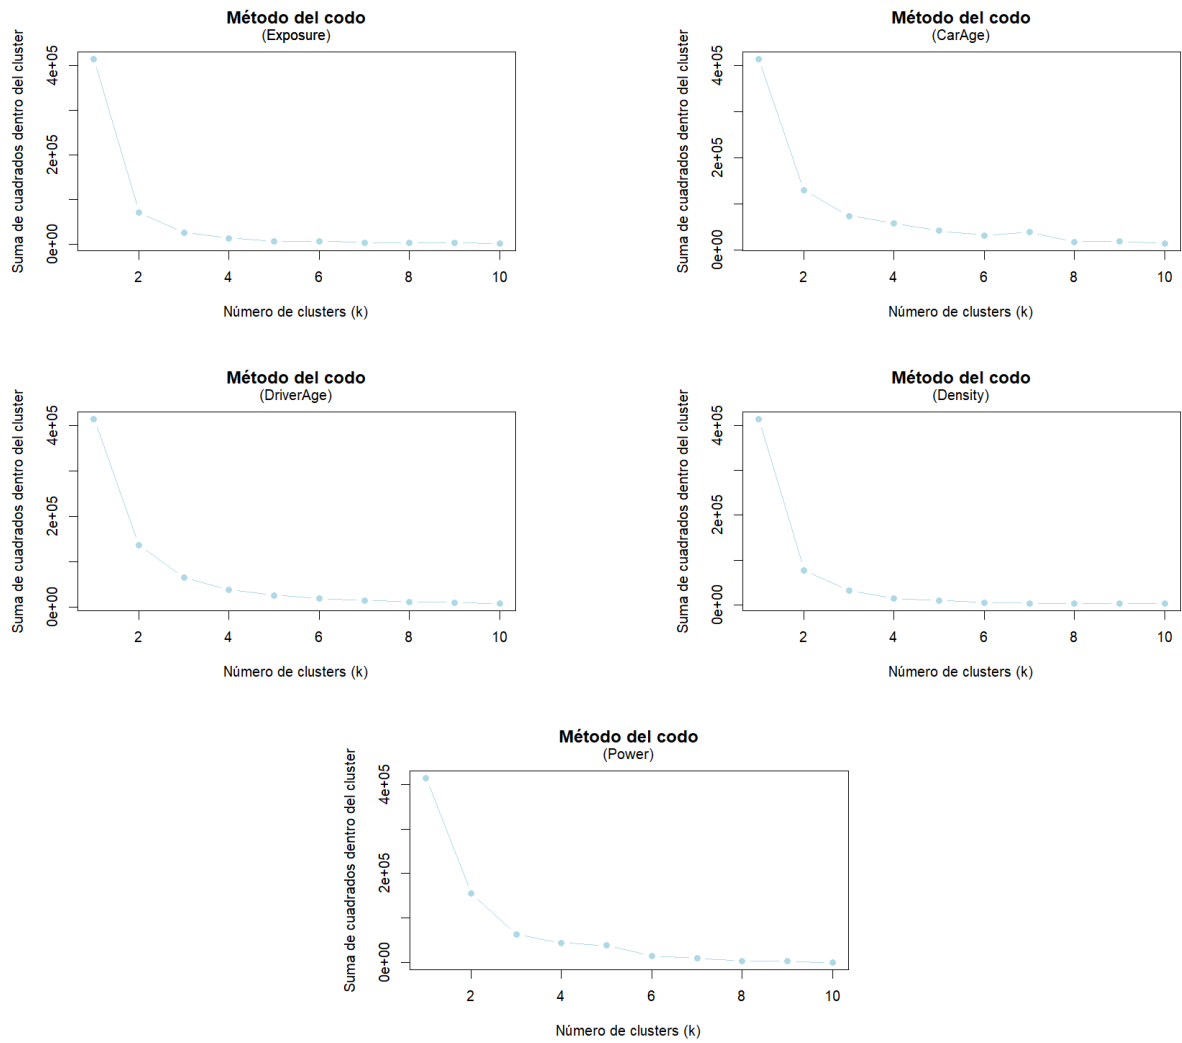 Método del codo
(Exposure)
Suma de cuadrados dentro del cluster
4e+05
2e+05
0e+00
2 4 6 8 10
Número de clusters (k)
Método del codo
(CarAge)
Suma de cuadrados dentro del cluster
4e+05
2e+05
0e+00
2 4 6 8 10
Número de clusters (k)
Método del codo
(DriverAge)
Suma de cuadrados dentro del cluster
4e+05
2e+05
0e+00
2 4 6 8 10
Número de clusters (k)
Método del codo
(Density)
Suma de cuadrados dentro del cluster
4e+05
2e+05
0e+00
2 4 6 8 10
Número de clusters (k)
Método del codo
(Power)
Suma de cuadrados dentro del cluster
4e+05
2e+05
0e+00
2 4 6 8 10
Número de clusters (k)